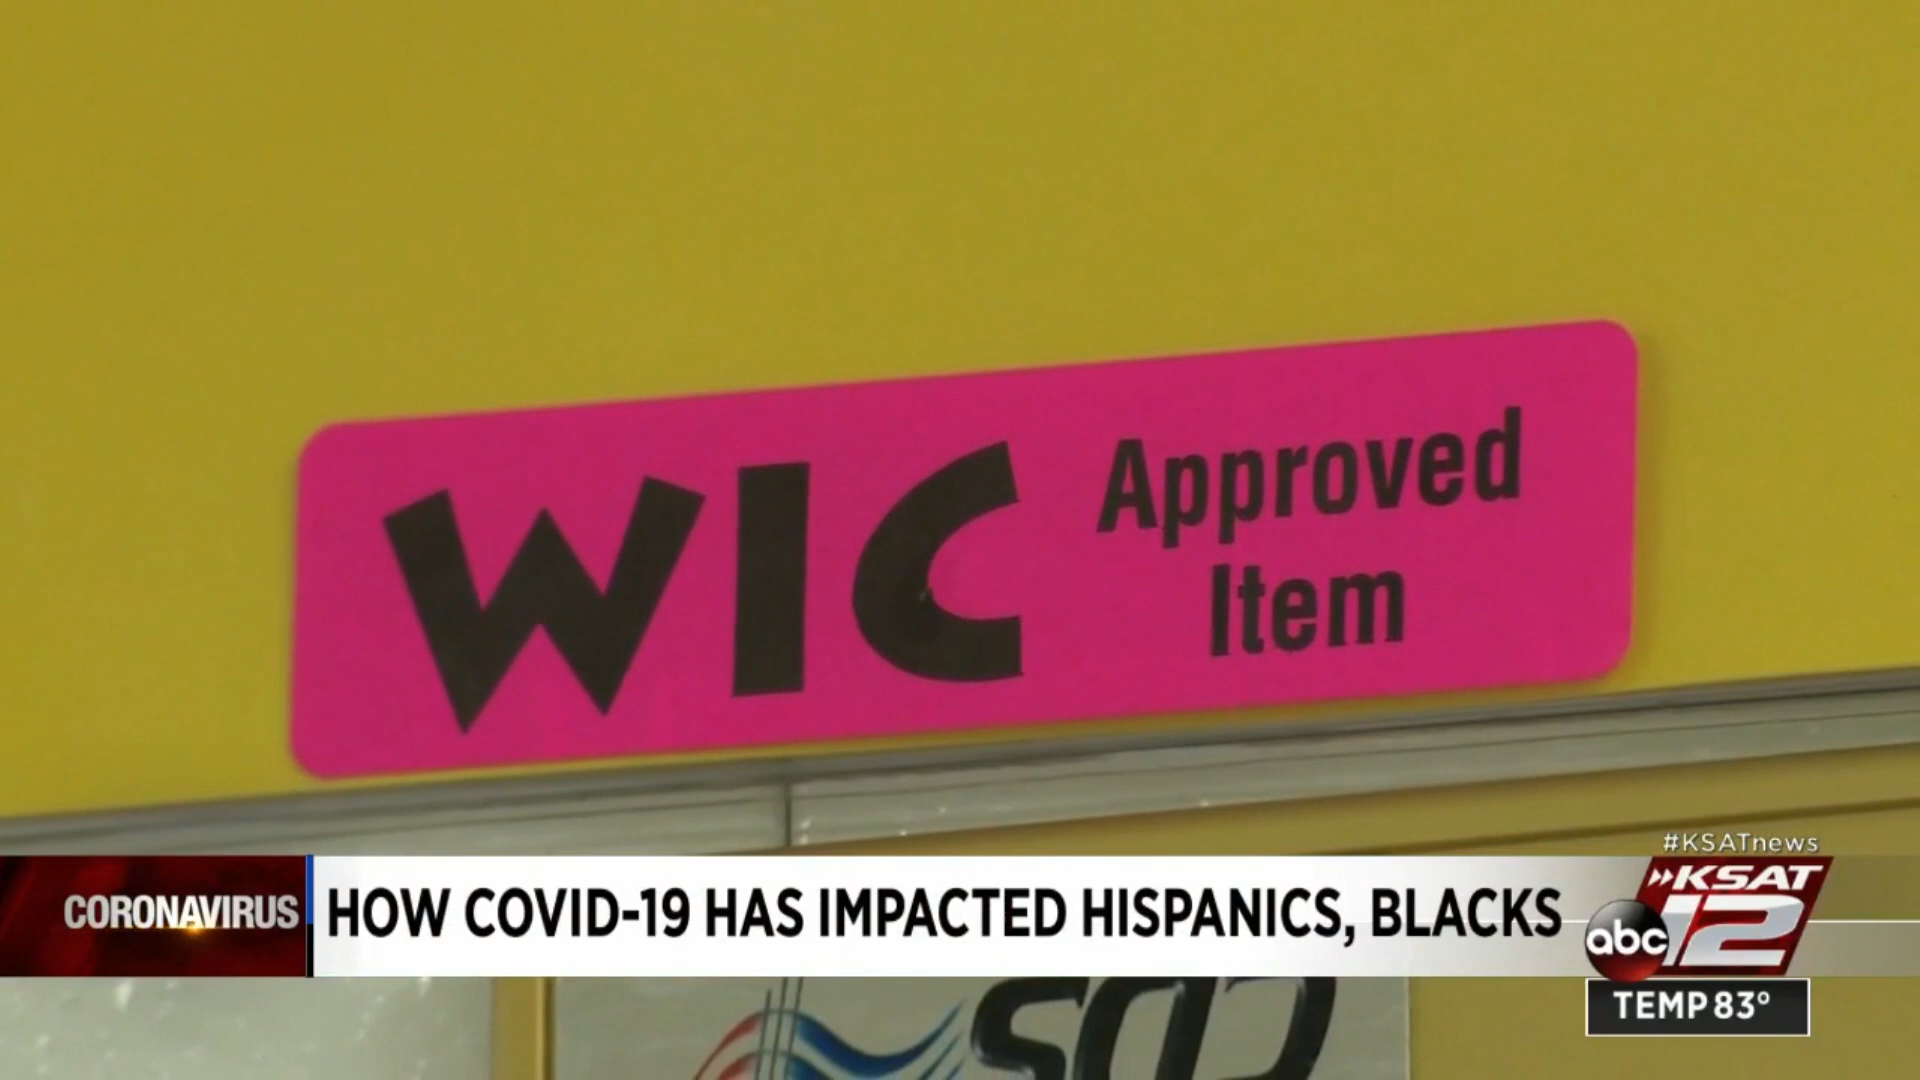 WIC Approved
Item
#KSATnews
KSAT
CORONAVIRUS
HOW COVID-19 HAS IMPACTED HISPANICS, BLACKS
abc 12
TEMP 83°